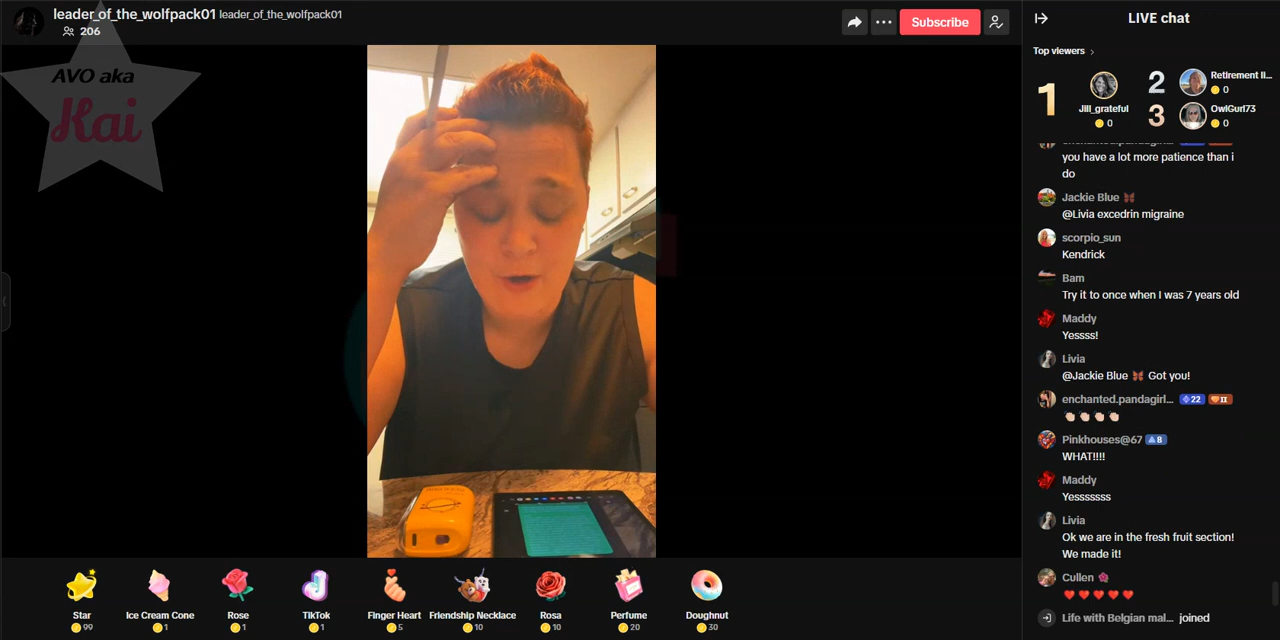 leader_of_the_wolfpack01 leader_of_the_wolfpack01
206
Subscribe
AVO aka
Kai
LIVE chat
Top viewers
1
Jill_grateful
0
2
Retirement li...
0
3
OwlGurl73
0
you have a lot more patience than i
do
Jackie Blue
@Livia excedrin migraine
scorpio_sun
Kendrick
Bam
Try it to once when I was 7 years old
Maddy
Yessss!
Livia
@Jackie Blue 🦋 Got you!
enchanted.pandagirl... 22 II
👏🏻 👏🏻 👏🏻 👏🏻
Pinkhouses@67 8
WHAT!!!!
Maddy
Yesssssss
Livia
Ok we are in the fresh fruit section!
We made it!
Cullen
❤️ ❤️ ❤️ ❤️ ❤️
Life with Belgian mal... joined
Star
99
Ice Cream Cone
1
Rose
1
TikTok
1
Finger Heart
5
Friendship Necklace
10
Rosa
10
Perfume
20
Doughnut
30